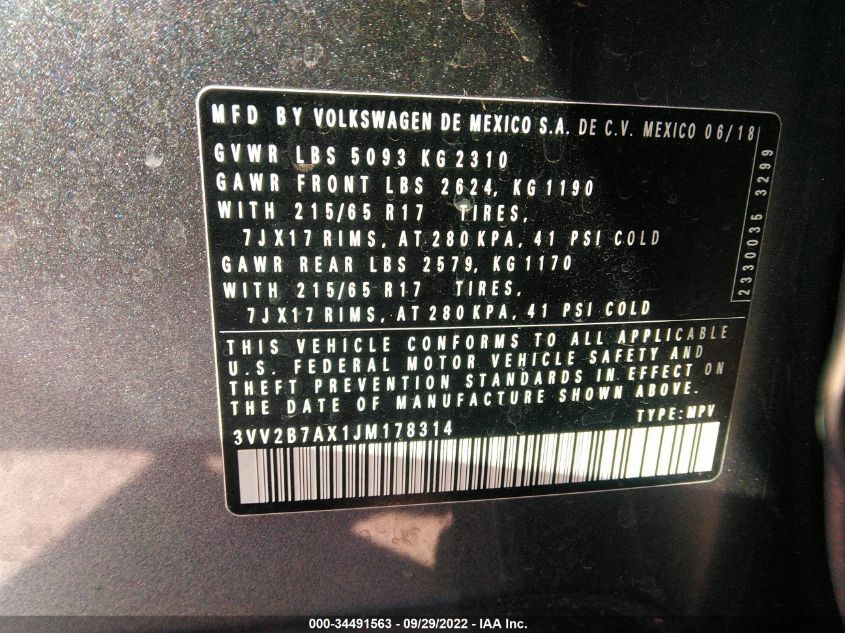 MFD BY VOLKSWAGEN DE MEXICO S.A. DE C.V. MEXICO 06/18
GVWR LBS 5093 KG 2310
GAWR FRONT LBS 2624, KG 1190
WITH 215/65 R17 TIRES,
7JX17 RIMS, AT 280 KPA, 41 PSI COLD
GAWR REAR LBS 2579, KG 1170
WITH 215/65 R17 TIRES,
7JX17 RIMS, AT 280 KPA, 41 PSI COLD
2330035 3299
THIS VEHICLE CONFORMS TO ALL APPLICABLE
U.S. FEDERAL MOTOR VEHICLE SAFETY AND
THEFT PREVENTION STANDARDS IN EFFECT ON
THE DATE OF MANUFACTURE SHOWN ABOVE.
3VV2B7AX1JM178314 TYPE: MPV
000-34491563 - 09/29/2022 - IAA Inc.